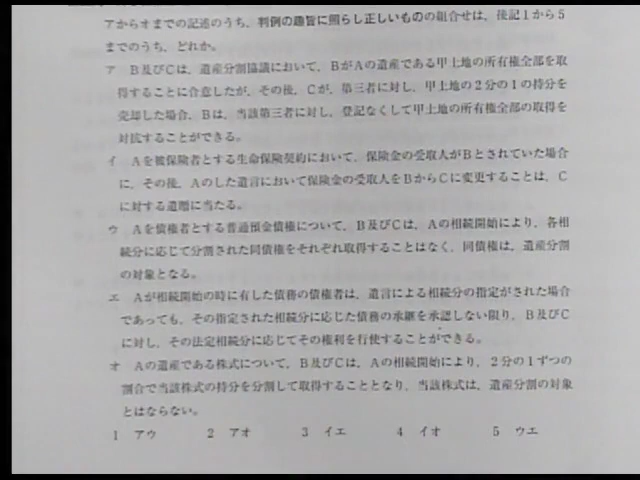 アからオまでの記述のうち、判例の趣旨に照らし正しいものの組合せは、後記1から5
までのうち、どれか。
ア B及びCは、遺産分割協議において、BがAの遺産である甲土地の所有権全部を取
得することに合意したが、その後、Cが、第三者に対し、甲土地の2分の1の持分を
売却した場合、Bは、当該第三者に対し、登記なくして甲土地の所有権全部の取得を
対抗することができる。
イ Aを被保険者とする生命保険契約において、保険金の受取人がBとされていた場合
に、その後、Aのした遺言において保険金の受取人をBからCに変更することは、C
に対する遺贈に当たる。
ウ Aを債権者とする普通預金債権について、B及びCは、Aの相続開始により、各相
続分に応じて分割された同債権をそれぞれ取得することはなく、同債権は、遺産分割
の対象となる。
エ Aが相続開始の時に有した債務の債権者は、遺言による相続分の指定がされた場合
であっても、その指定された相続分に応じた債務の承継を承認しない限り、B及びC
に対し、その法定相続分に応じてその権利を行使することができる。
オ Aの遺産である株式について、B及びCは、Aの相続開始により、2分の1ずつの
割合で当該株式の持分を分割して取得することとなり、当該株式は、遺産分割の対象
とはならない。
1 アウ 2 アオ 3 イエ 4 イオ 5 ウエ